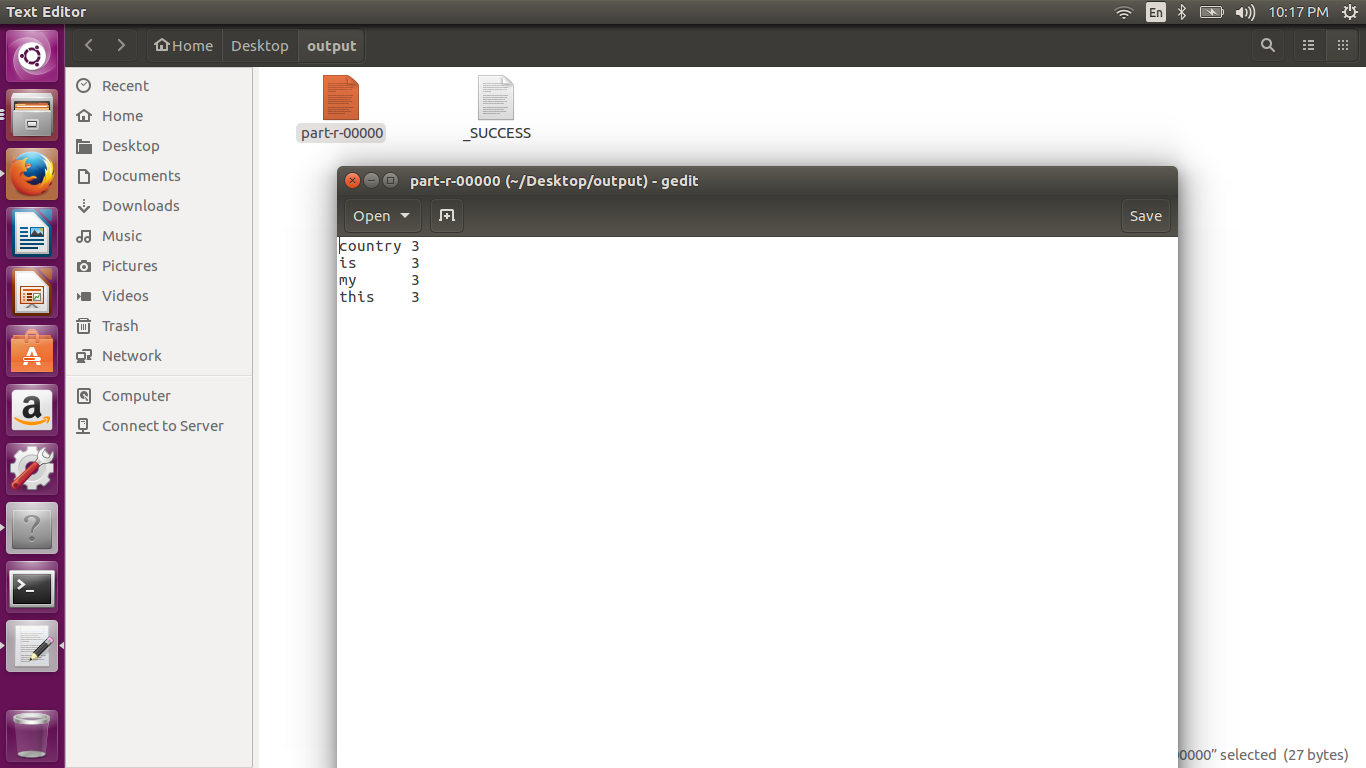 Text Editor
En
10:17 PM
Home
Desktop
output
Recent
Home
Desktop
Documents
Downloads
Music
Pictures
Videos
Trash
Network
Computer
Connect to Server
part-r-00000
_SUCCESS
part-r-00000 (~/Desktop/output) - gedit
Open
Save
country 3
is 3
my 3
this 3
0000” selected (27 bytes)